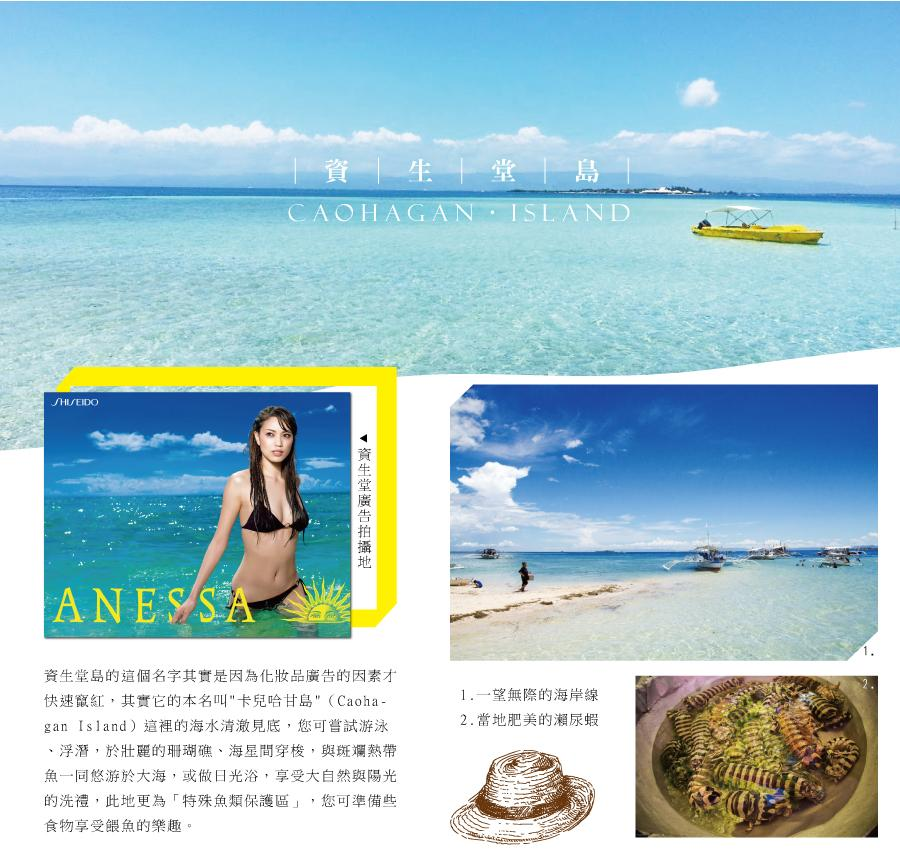 資生堂島
CAOHAGAN·ISLAND
SHISEIDO
ANESSA
◀資生堂廣告拍攝地
資生堂島的這個名字其實是因為化妝品廣告的因素才
快速竄紅，其實它的本名叫"卡兒哈甘島"（Caoha-
gan Island）這裡的海水清澈見底，您可嘗試游泳
、浮潛，於壯麗的珊瑚礁、海星間穿梭，與斑斕熱帶
魚一同悠游於大海，或做日光浴，享受大自然與陽光
的洗禮，此地更為「特殊魚類保護區」，您可準備些
食物享受餵魚的樂趣。
1.
1.一望無際的海岸線
2.當地肥美的瀨尿蝦
2.